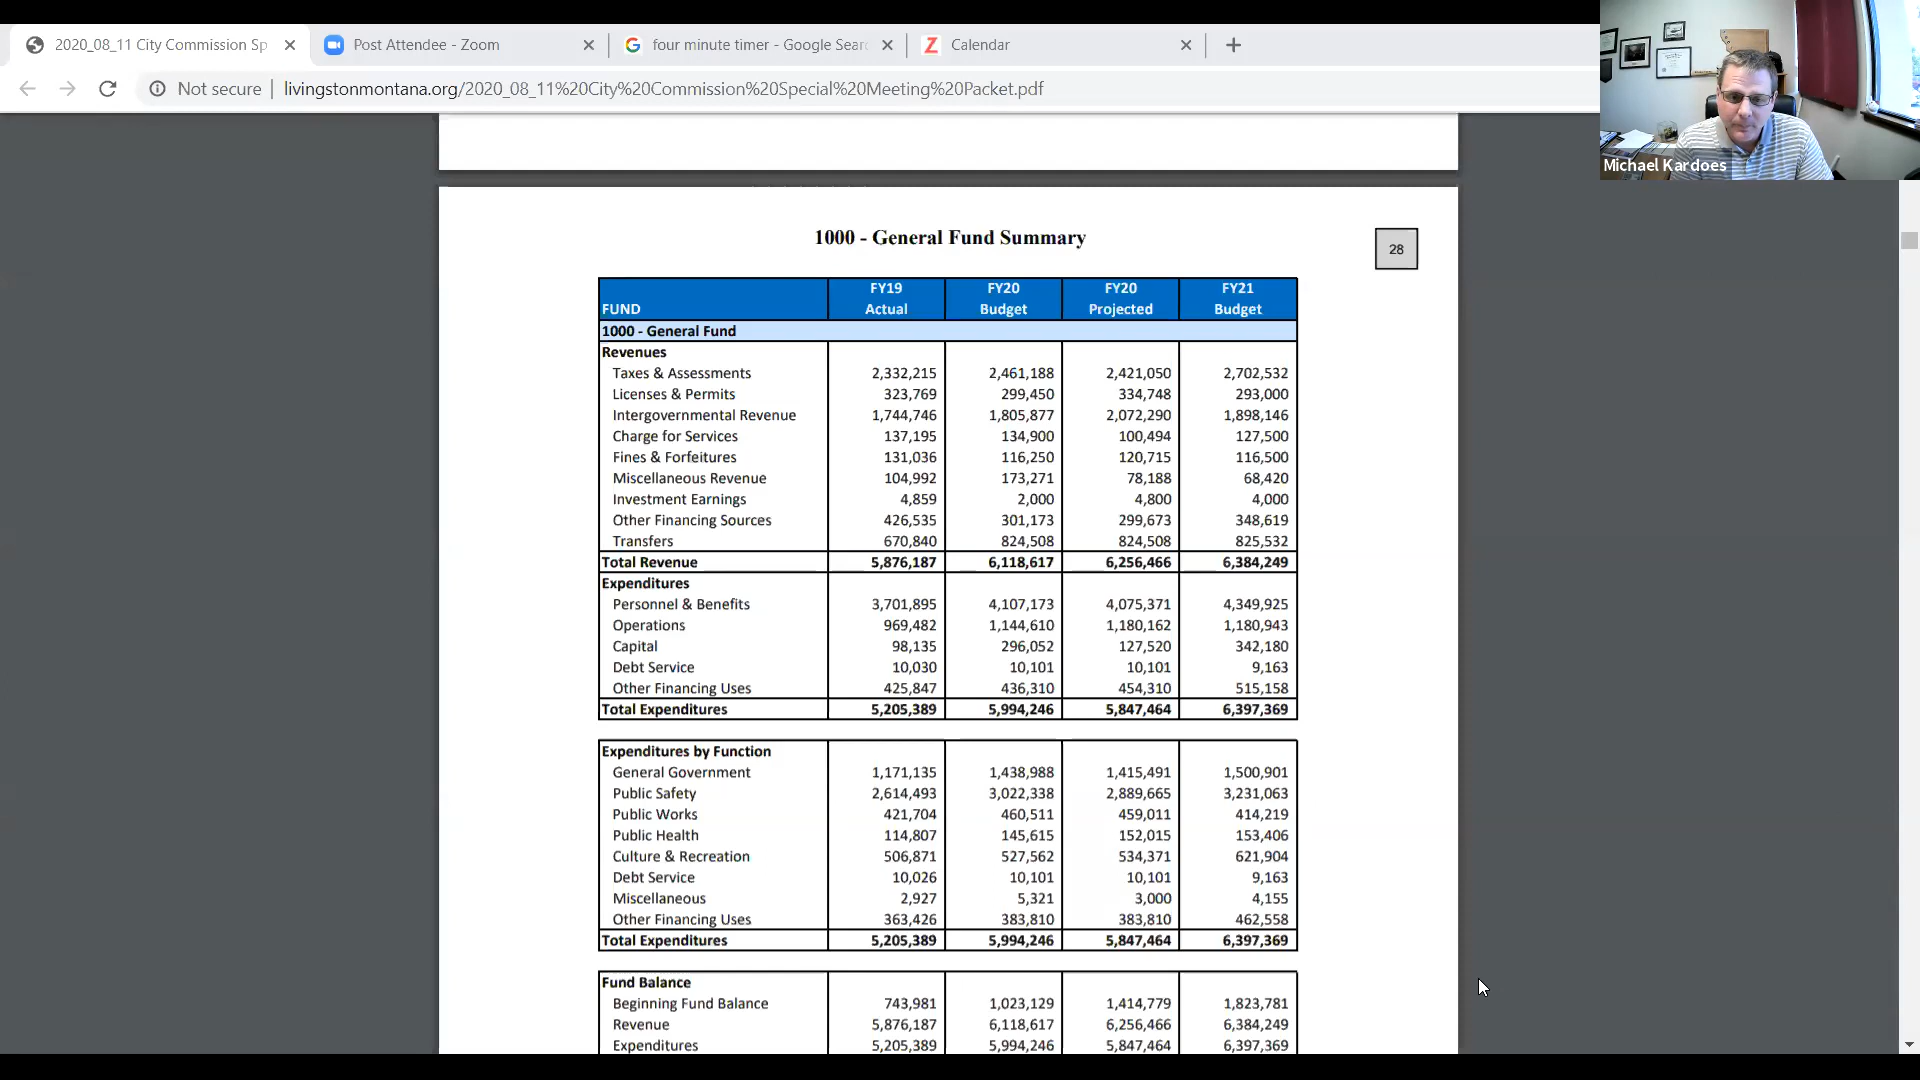 2020_08_11 City Commission Sp
Post Attendee - Zoom
four minute timer - Google Sear
Calendar
Not secure | livingstonmontana.org/2020_08_11%20City%20Commission%20Special%20Meeting%20Packet.pdf
Michael Kardoes
1000 - General Fund Summary
28
FUND FY19 Actual FY20 Budget FY20 Projected FY21 Budget
1000 - General Fund
Revenues
Taxes & Assessments 2,332,215 2,461,188 2,421,050 2,702,532
Licenses & Permits 323,769 299,450 334,748 293,000
Intergovernmental Revenue 1,744,746 1,805,877 2,072,290 1,898,146
Charge for Services 137,195 134,900 100,494 127,500
Fines & Forfeitures 131,036 116,250 120,715 116,500
Miscellaneous Revenue 104,992 173,271 78,188 68,420
Investment Earnings 4,859 2,000 4,800 4,000
Other Financing Sources 426,535 301,173 299,673 348,619
Transfers 670,840 824,508 824,508 825,532
Total Revenue 5,876,187 6,118,617 6,256,466 6,384,249
Expenditures
Personnel & Benefits 3,701,895 4,107,173 4,075,371 4,349,925
Operations 969,482 1,144,610 1,180,162 1,180,943
Capital 98,135 296,052 127,520 342,180
Debt Service 10,030 10,101 10,101 9,163
Other Financing Uses 425,847 436,310 454,310 515,158
Total Expenditures 5,205,389 5,994,246 5,847,464 6,397,369
Expenditures by Function
General Government 1,171,135 1,438,988 1,415,491 1,500,901
Public Safety 2,614,493 3,022,338 2,889,665 3,231,063
Public Works 421,704 460,511 459,011 414,219
Public Health 114,807 145,615 152,015 153,406
Culture & Recreation 506,871 527,562 534,371 621,904
Debt Service 10,026 10,101 10,101 9,163
Miscellaneous 2,927 5,321 3,000 4,155
Other Financing Uses 363,426 383,810 383,810 462,558
Total Expenditures 5,205,389 5,994,246 5,847,464 6,397,369
Fund Balance
Beginning Fund Balance 743,981 1,023,129 1,414,779 1,823,781
Revenue 5,876,187 6,118,617 6,256,466 6,384,249
Expenditures 5,205,389 5,994,246 5,847,464 6,397,369